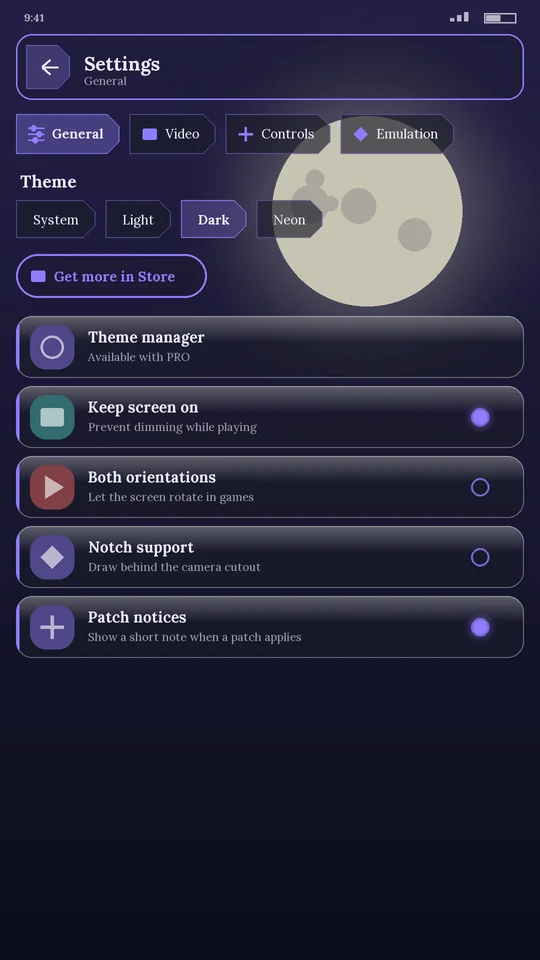 9:41
Settings
General
General
Video
Controls
Emulation
Theme
System
Light
Dark
Neon
Get more in Store
Theme manager
Available with PRO
Keep screen on
Prevent dimming while playing
Both orientations
Let the screen rotate in games
Notch support
Draw behind the camera cutout
Patch notices
Show a short note when a patch applies